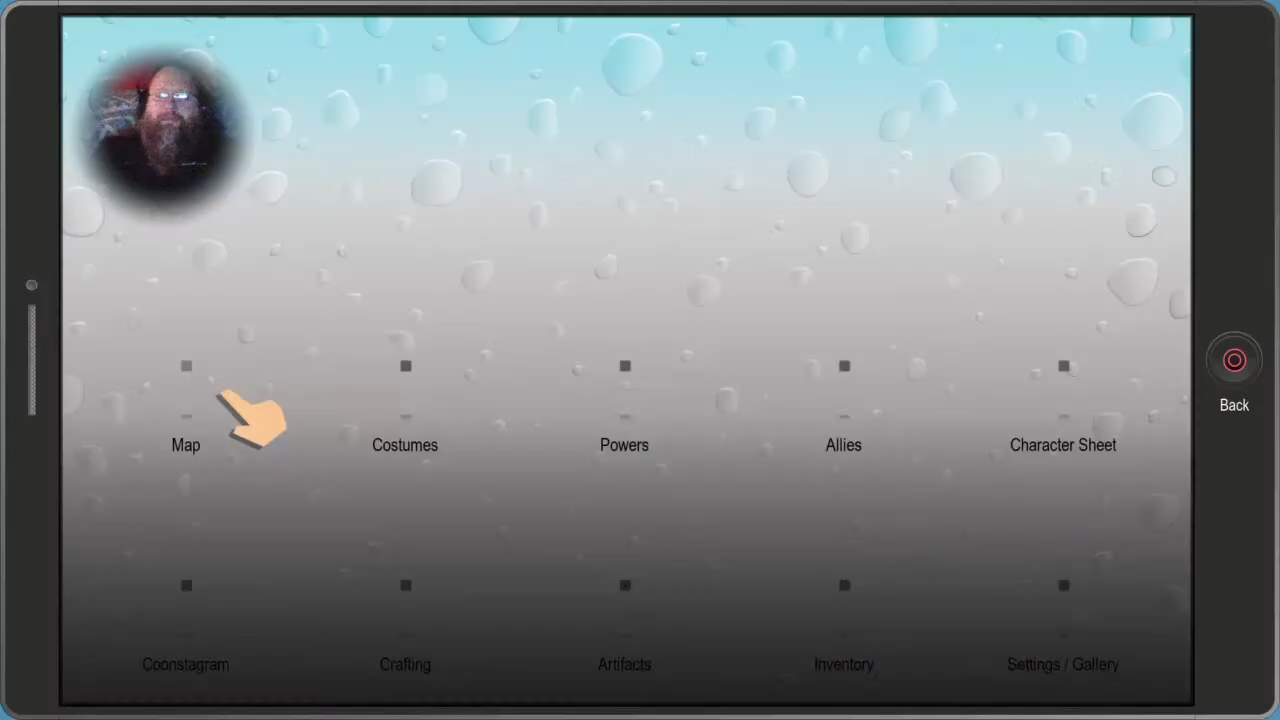 Back
Map
Costumes
Powers
Allies
Character Sheet
Coonstagram
Crafting
Artifacts
Inventory
Settings / Gallery